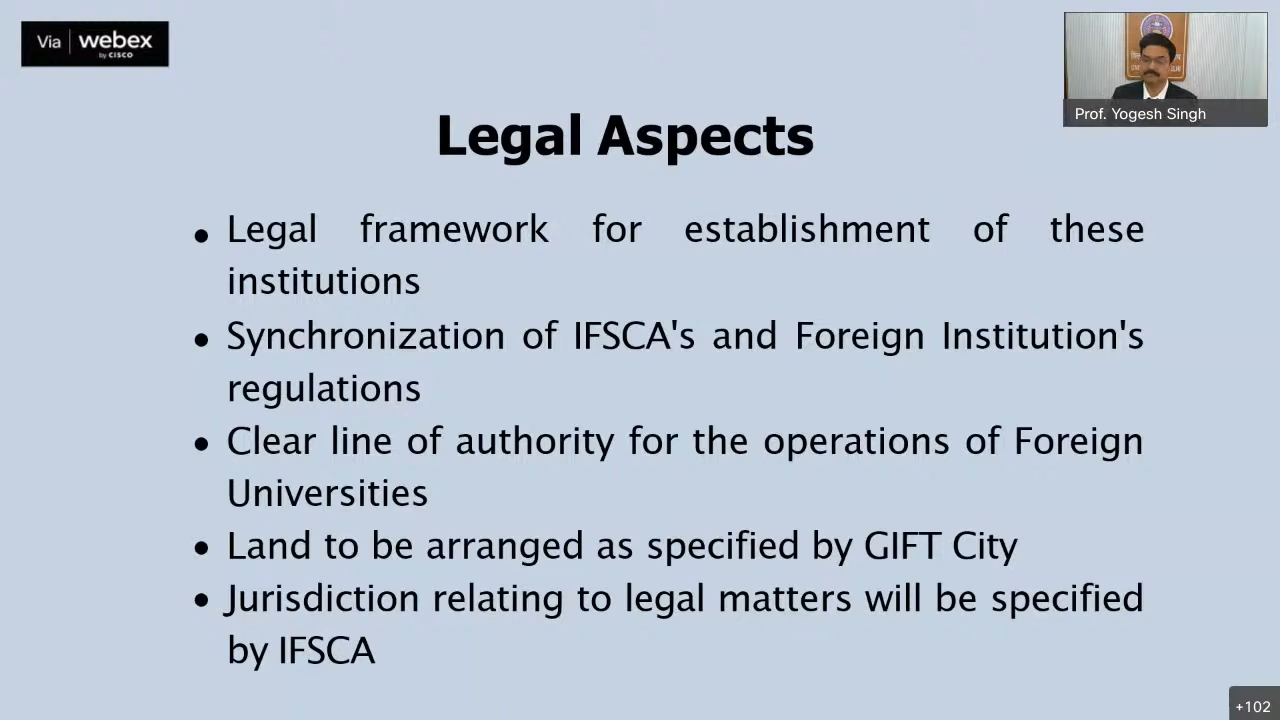 Via webex
by CISCO
Prof. Yogesh Singh
Legal Aspects
• Legal framework for establishment of these
institutions
• Synchronization of IFSCA's and Foreign Institution's
regulations
• Clear line of authority for the operations of Foreign
Universities
• Land to be arranged as specified by GIFT City
• Jurisdiction relating to legal matters will be specified
by IFSCA
+102